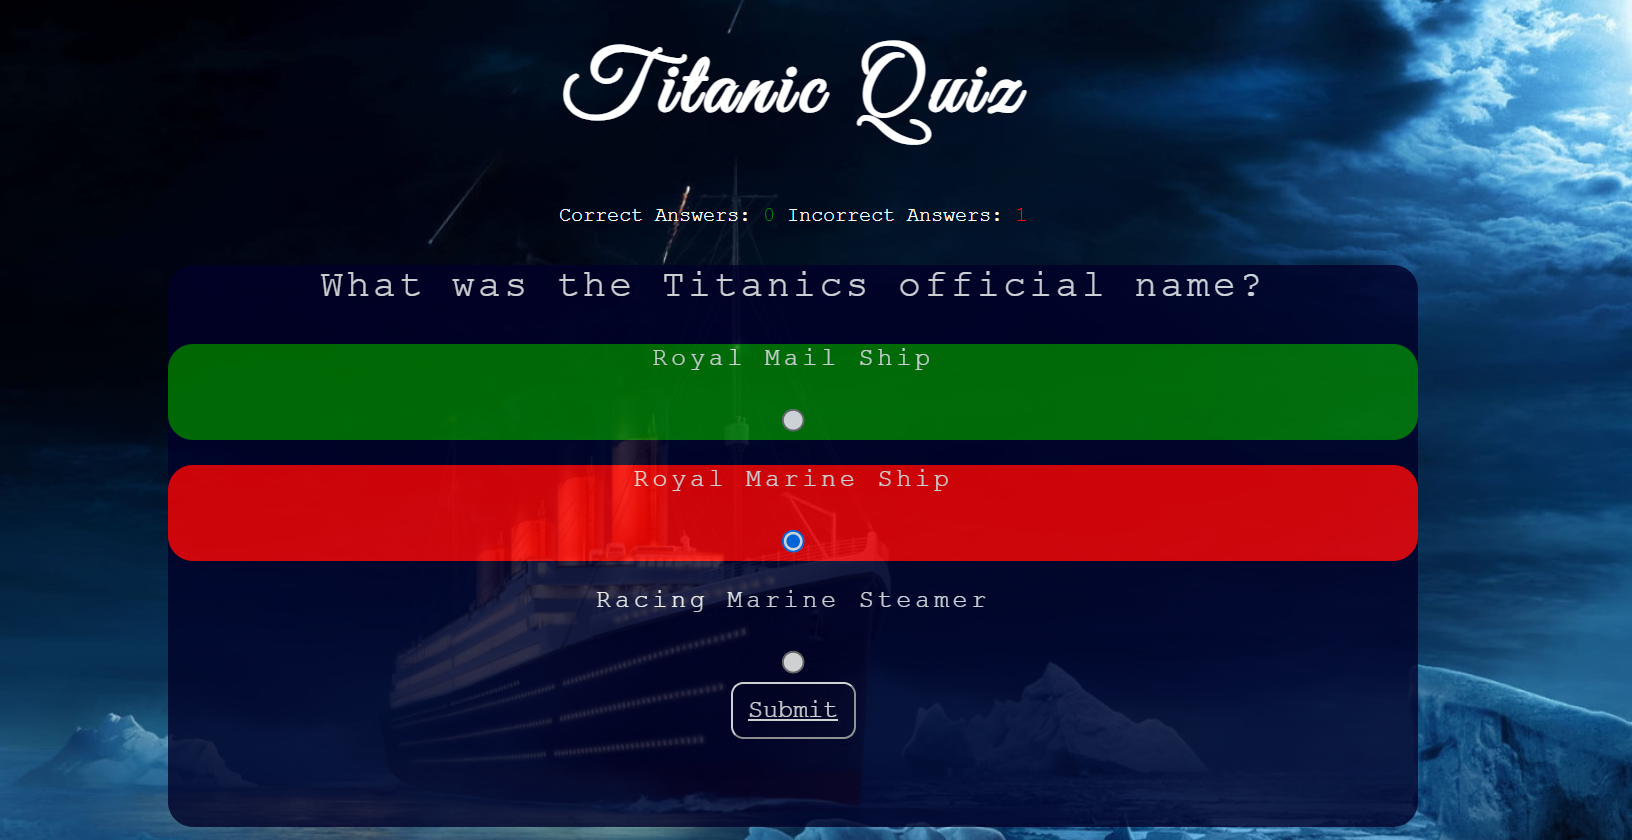 Titanic Quiz
Correct Answers: 0 Incorrect Answers: 1
What was the Titanics official name?
Royal Mail Ship
Royal Marine Ship
Racing Marine Steamer
Submit